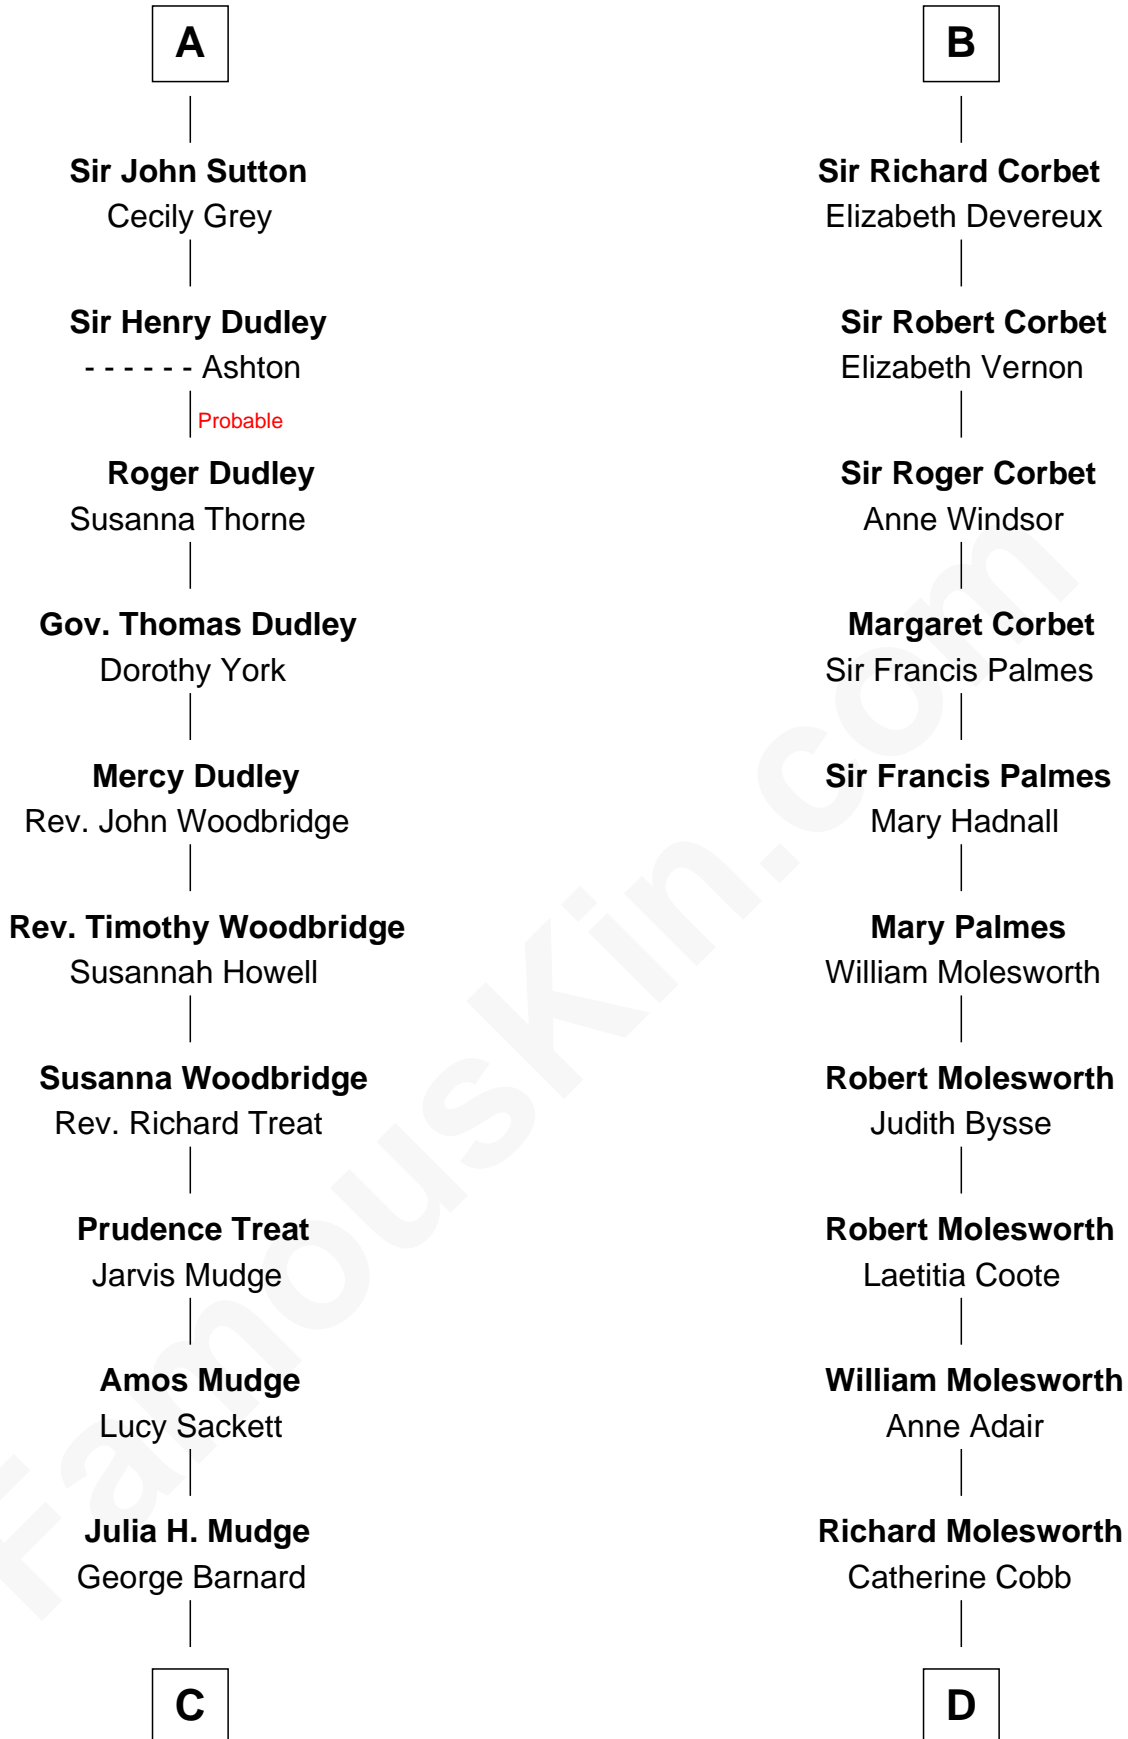 A
Sir John Sutton
Cecily Grey
Sir Henry Dudley
- - - - - - Ashton
Probable
Roger Dudley
Susanna Thorne
Gov. Thomas Dudley
Dorothy York
Mercy Dudley
Rev. John Woodbridge
Rev. Timothy Woodbridge
Susannah Howell
Susanna Woodbridge
Rev. Richard Treat
Prudence Treat
Jarvis Mudge
Amos Mudge
Lucy Sackett
Julia H. Mudge
George Barnard
C
B
Sir Richard Corbet
Elizabeth Devereux
Sir Robert Corbet
Elizabeth Vernon
Sir Roger Corbet
Anne Windsor
Margaret Corbet
Sir Francis Palmes
Sir Francis Palmes
Mary Hadnall
Mary Palmes
William Molesworth
Robert Molesworth
Judith Bysse
Robert Molesworth
Laetitia Coote
William Molesworth
Anne Adair
Richard Molesworth
Catherine Cobb
D
FamousKin.com